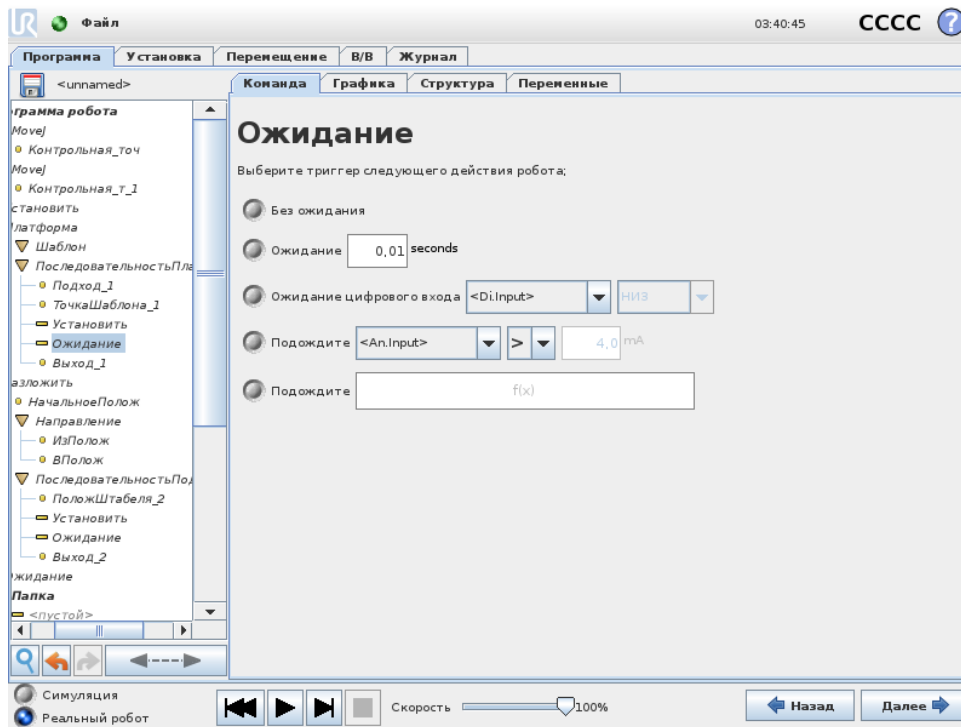 UR Файл 03:40:45 CCCC ?
Программа Установка Перемещение В/В Журнал
<unnamed>
Команда Графика Структура Переменные
ограмма робота
MoveJ
Контрольная_точ
MoveJ
Контрольная_т_1
становить
латформа
Шаблон
ПоследовательностьПла
Подход_1
ТочкаШаблона_1
Установить
Ожидание
Выход_1
азложить
НачальноеПолож
Направление
ИзПолож
ВПолож
ПоследовательностьПод
ПоложШтабеля_2
Установить
Ожидание
Выход_2
жидание
Папка
<пустой>
Ожидание
Выберите триггер следующего действия робота;
Без ожидания
Ожидание 0,01 seconds
Ожидание цифрового входа <Di.Input> НИЗ
Подождите <An.Input> > 4,0 mA
Подождите f(x)
Симуляция
Реальный робот
Скорость 100%
Назад Далее